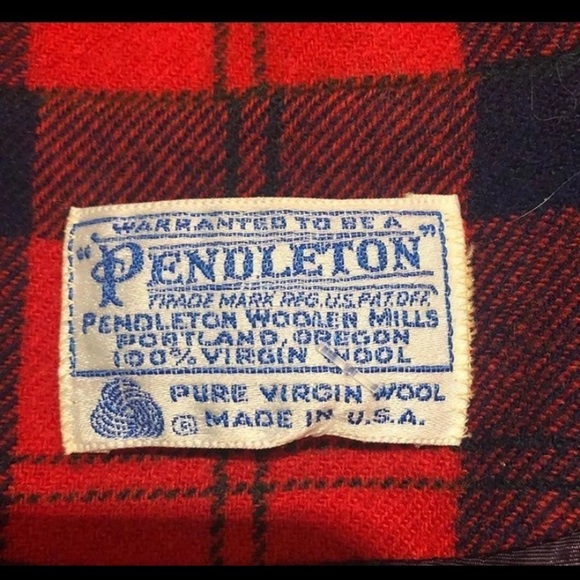 WARRANTED TO BE A
"PENDLETON"
TRADE MARK REG. U.S. PAT. OFF.
PENDLETON WOOLEN MILLS
PORTLAND, OREGON
100% VIRGIN WOOL
PURE VIRGIN WOOL
© MADE IN U.S.A.